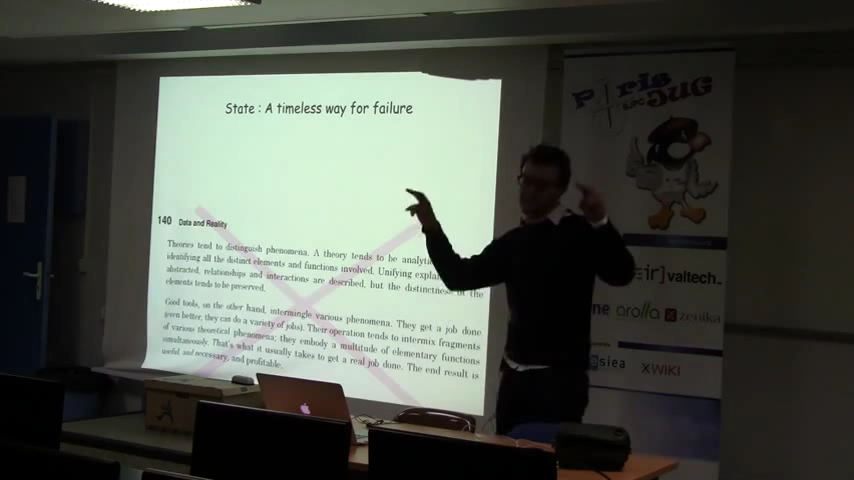 State : A timeless way for failure
140 Data and Reality
Theories tend to distinguish phenomena. A theory tends to be
identifying all the distinct elements and functions involved. Unifying
abstracted, relationships and interactions are described, but the distinctness of the
elements tends to be preserved.
Good tools, on the other hand, intermingle various phenomena. They get a job done
(even better, they can do a variety of jobs). Their operation tends to intermix fragments
of various theoretical phenomena; they embody a multitude of elementary functions
simultaneously. That's what it usually takes to get a real job done. The end result is
useful, and necessary, and profitable.
Paris
JUG
valtech
ne arolla zenika
siea XWIKI